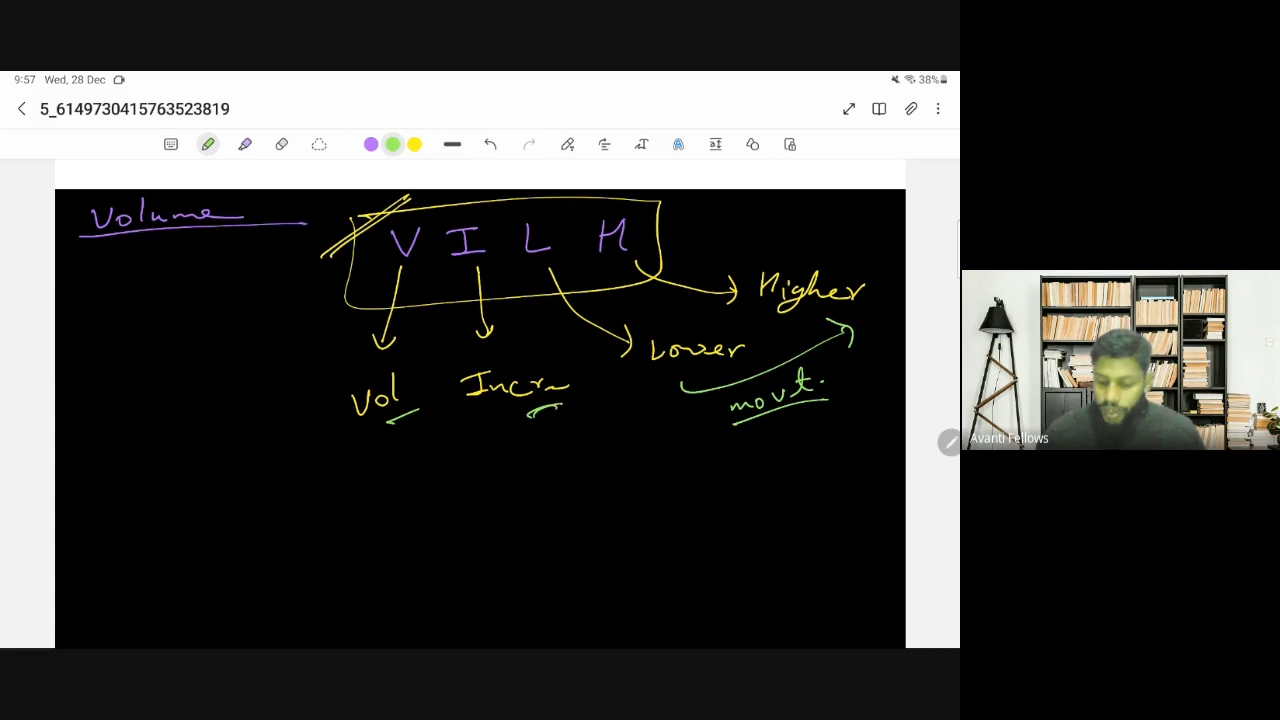 9:57 Wed, 28 Dec 38%
5_6149730415763523819
Volume
V I L H
Higher
Lower
Vol Incr
movt.
Avanti Fellows